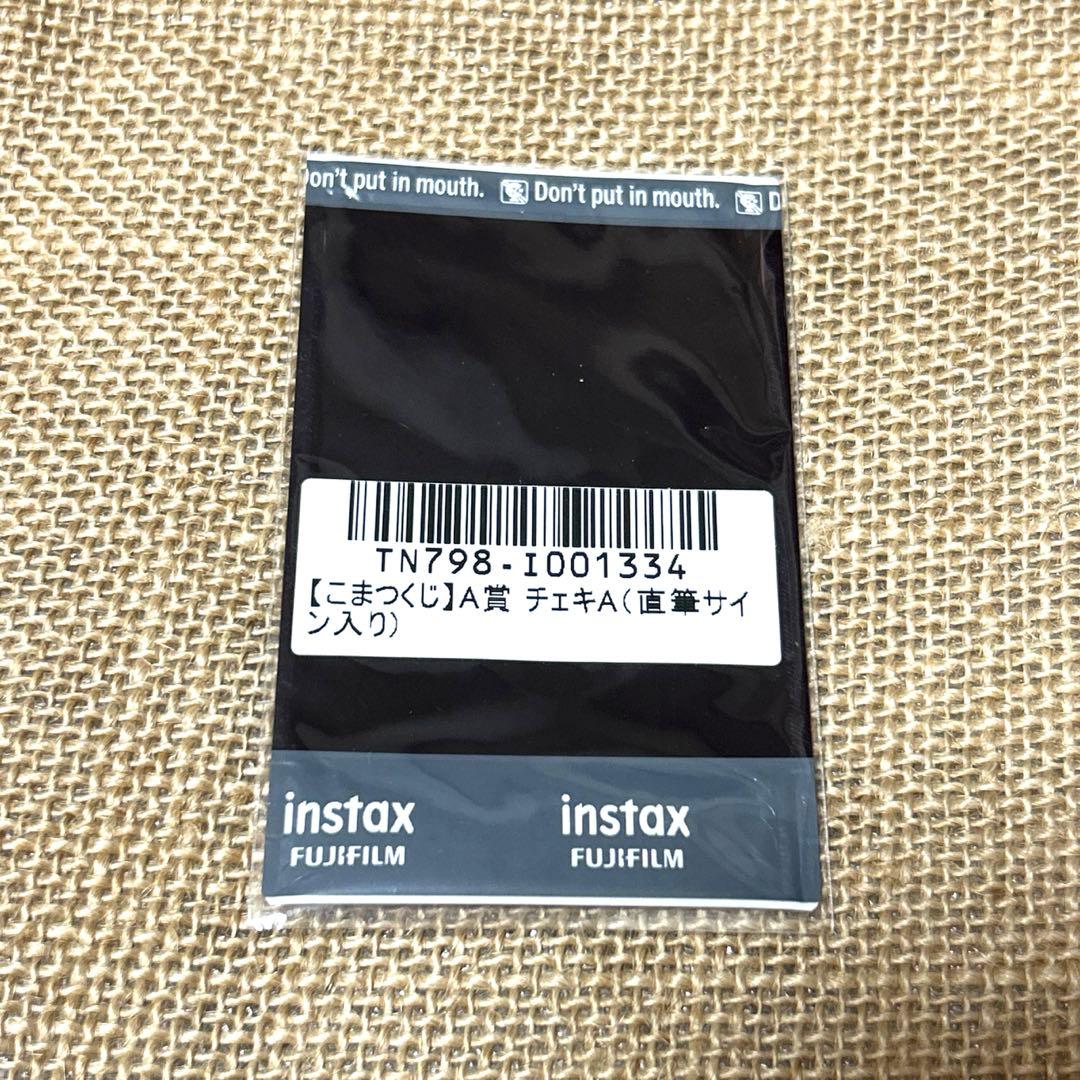 on't put in mouth. Don't put in mouth. D
TN798-I001334
【こまつくじ】A賞 チェキA(直筆サイ
ン入り)
instax instax
FUJIFILM FUJIFILM